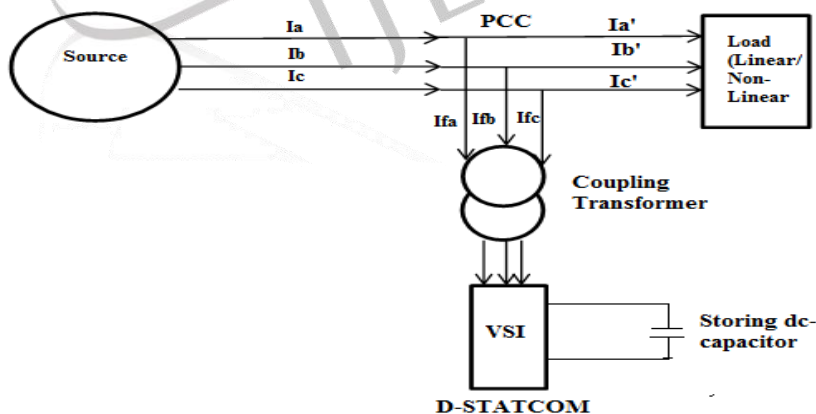 Source
Ia
Ib
Ic
PCC
Ia'
Ib'
Ic'
Load
(Linear/
Non-
Linear
Ifa
Ifb
Ifc
Coupling
Transformer
VSI
Storing dc-
capacitor
D-STATCOM